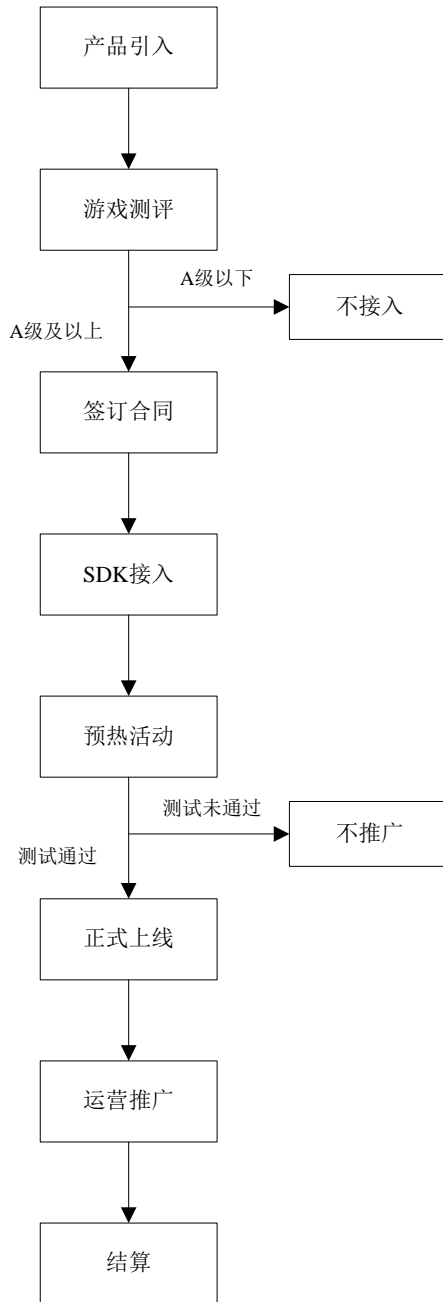 产品引入
游戏测评
A级以下
不接入
A级及以上
签订合同
SDK接入
预热活动
测试未通过
不推广
测试通过
正式上线
运营推广
结算